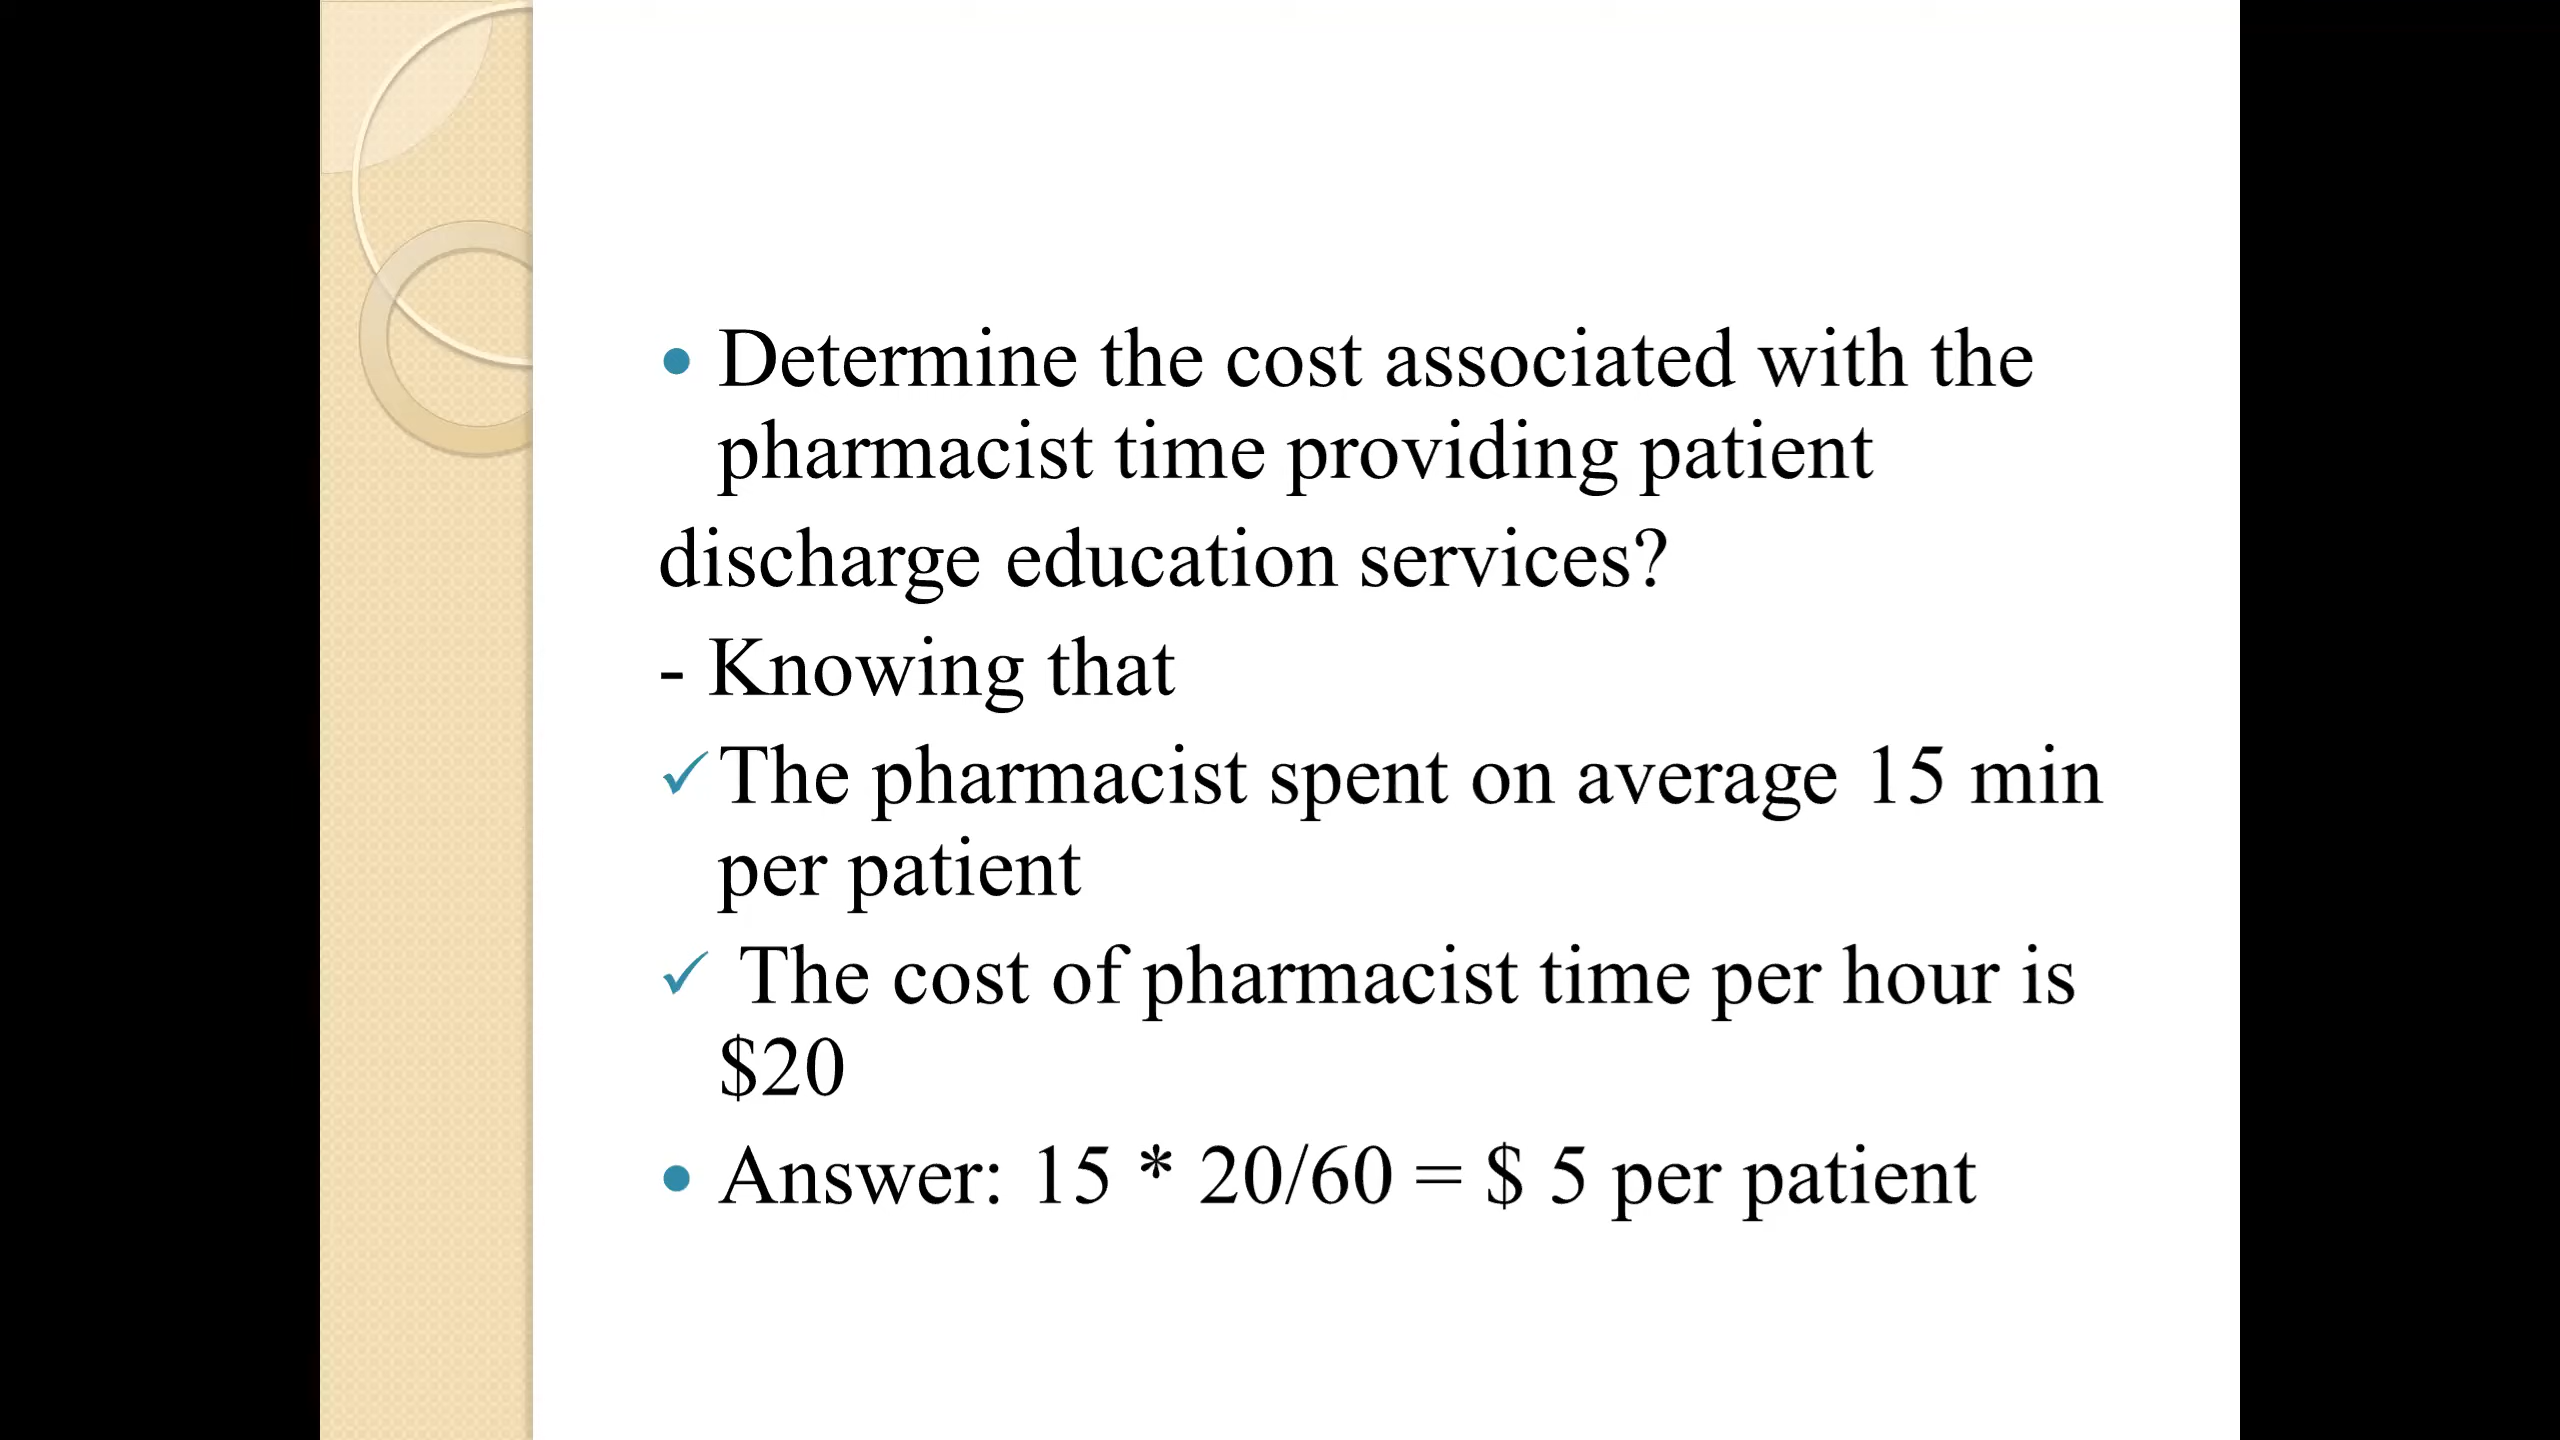 • Determine the cost associated with the
pharmacist time providing patient
discharge education services?
- Knowing that
✓ The pharmacist spent on average 15 min
per patient
✓ The cost of pharmacist time per hour is
$20
• Answer: 15 * 20/60 = $ 5 per patient